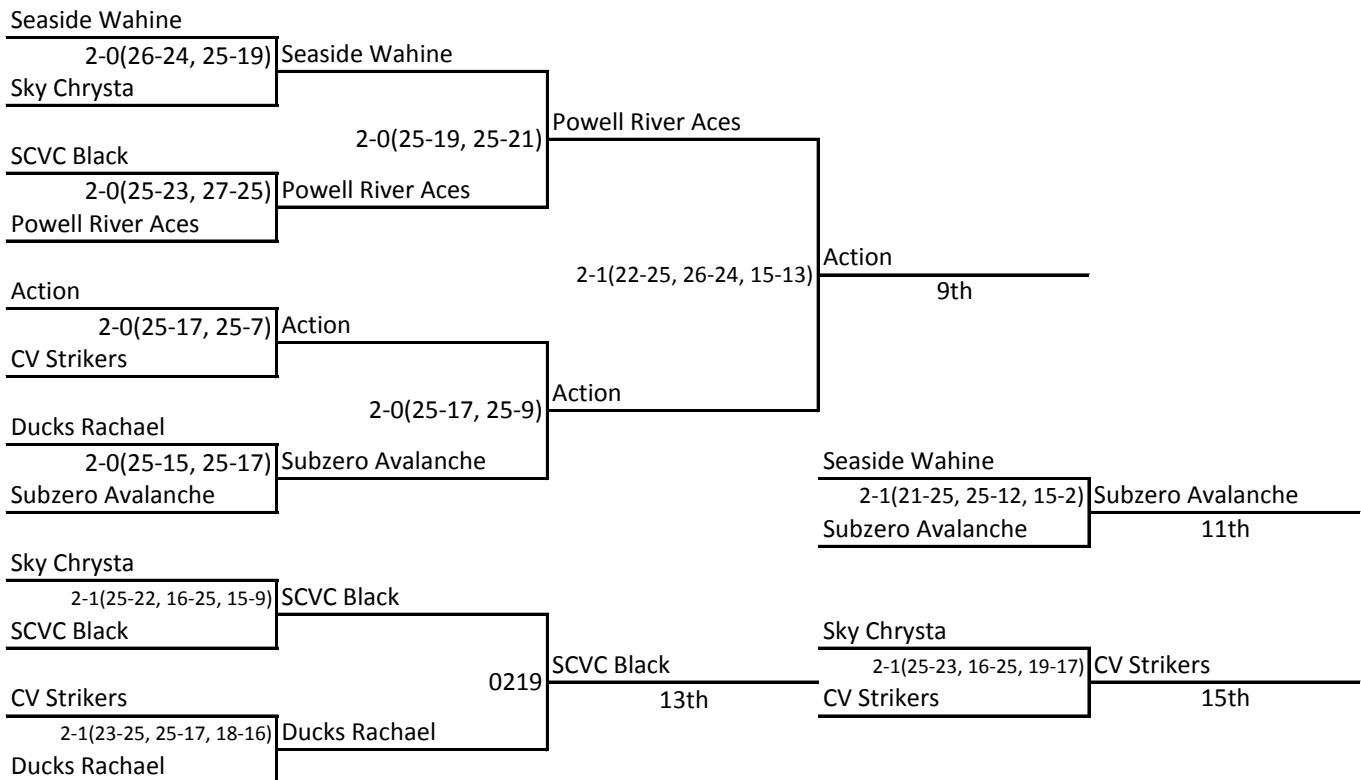 Seaside Wahine
2-0(26-24, 25-19)
Seaside Wahine
Sky Chrysta
2-0(25-19, 25-21)
Powell River Aces
SCVC Black
2-0(25-23, 27-25)
Powell River Aces
Powell River Aces
2-1(22-25, 26-24, 15-13)
Action
9th
Action
2-0(25-17, 25-7)
Action
CV Strikers
2-0(25-17, 25-9)
Action
Ducks Rachael
2-0(25-15, 25-17)
Subzero Avalanche
Subzero Avalanche
Seaside Wahine
2-1(21-25, 25-12, 15-2)
Subzero Avalanche
Subzero Avalanche
11th
Sky Chrysta
2-1(25-22, 16-25, 15-9)
SCVC Black
SCVC Black
0219
SCVC Black
13th
CV Strikers
2-1(23-25, 25-17, 18-16)
Ducks Rachael
Ducks Rachael
Sky Chrysta
2-1(25-23, 16-25, 19-17)
CV Strikers
CV Strikers
15th